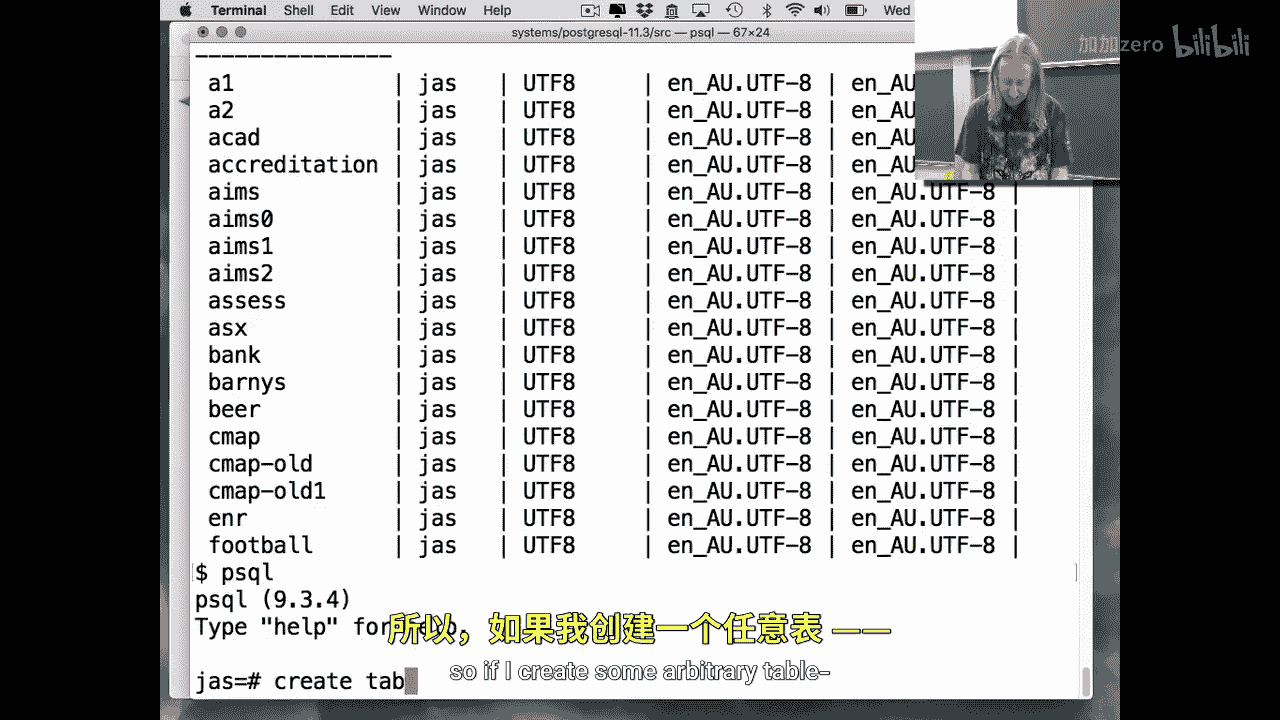 Terminal Shell Edit View Window Help Wed
systems/postgresql-11.3/src — psql — 67×24
加加zero bilibili
a1 | jas | UTF8 | en_AU.UTF-8 | en_AU
a2 | jas | UTF8 | en_AU.UTF-8 | en_AU
acad | jas | UTF8 | en_AU.UTF-8 | en_AU
accreditation | jas | UTF8 | en_AU.UTF-8 | en_AU
aims | jas | UTF8 | en_AU.UTF-8 | en_AU.UTF-8 |
aims0 | jas | UTF8 | en_AU.UTF-8 | en_AU.UTF-8 |
aims1 | jas | UTF8 | en_AU.UTF-8 | en_AU.UTF-8 |
aims2 | jas | UTF8 | en_AU.UTF-8 | en_AU.UTF-8 |
assess | jas | UTF8 | en_AU.UTF-8 | en_AU.UTF-8 |
asx | jas | UTF8 | en_AU.UTF-8 | en_AU.UTF-8 |
bank | jas | UTF8 | en_AU.UTF-8 | en_AU.UTF-8 |
barnys | jas | UTF8 | en_AU.UTF-8 | en_AU.UTF-8 |
beer | jas | UTF8 | en_AU.UTF-8 | en_AU.UTF-8 |
cmap | jas | UTF8 | en_AU.UTF-8 | en_AU.UTF-8 |
cmap-old | jas | UTF8 | en_AU.UTF-8 | en_AU.UTF-8 |
cmap-old1 | jas | UTF8 | en_AU.UTF-8 | en_AU.UTF-8 |
enr | jas | UTF8 | en_AU.UTF-8 | en_AU.UTF-8 |
football | jas | UTF8 | en_AU.UTF-8 | en_AU.UTF-8 |
$ psql
psql (9.3.4)
Type "help" for help.
所以，如果我创建一个任意表 ——
jas=# create tab
so if I create some arbitrary table–